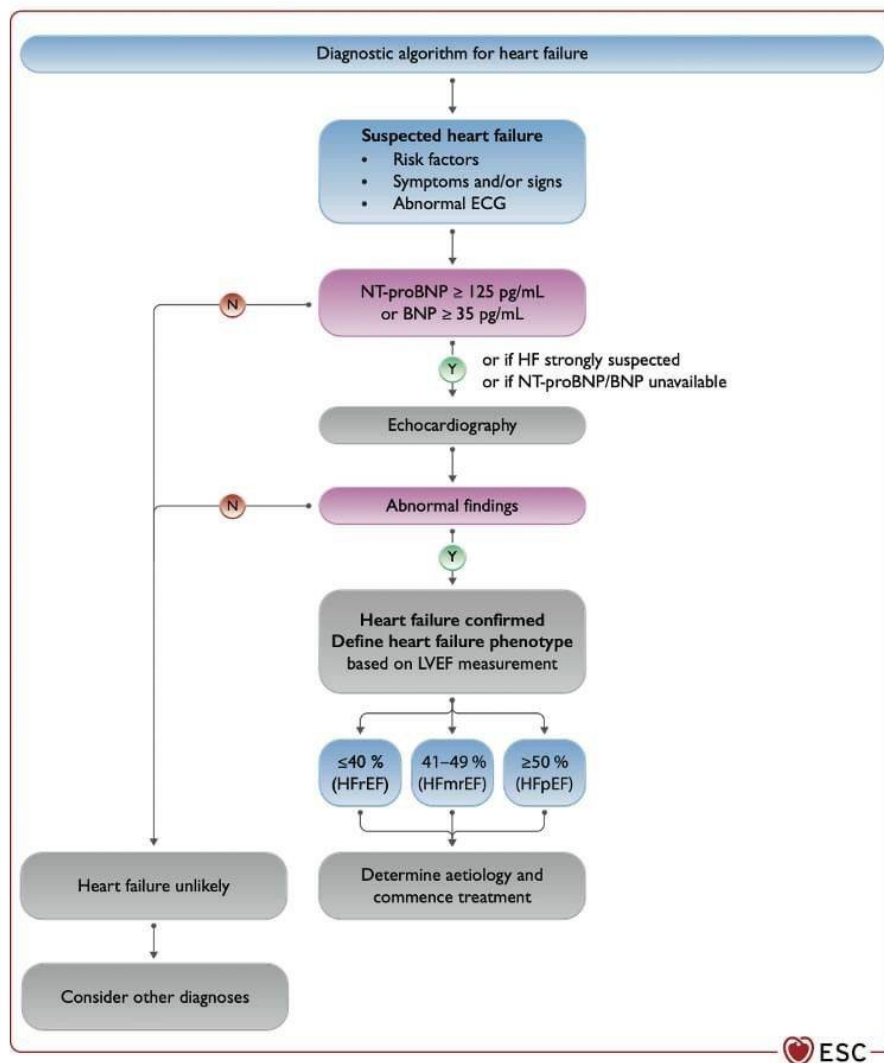 Diagnostic algorithm for heart failure
Suspected heart failure
• Risk factors
• Symptoms and/or signs
• Abnormal ECG
NT-proBNP ≥ 125 pg/mL
or BNP ≥ 35 pg/mL
N
Y
or if HF strongly suspected
or if NT-proBNP/BNP unavailable
Echocardiography
N
Abnormal findings
Y
Heart failure confirmed
Define heart failure phenotype
based on LVEF measurement
≤40 %
(HFrEF)
41–49 %
(HFmrEF)
≥50 %
(HFpEF)
Heart failure unlikely
Determine aetiology and
commence treatment
Consider other diagnoses
ESC